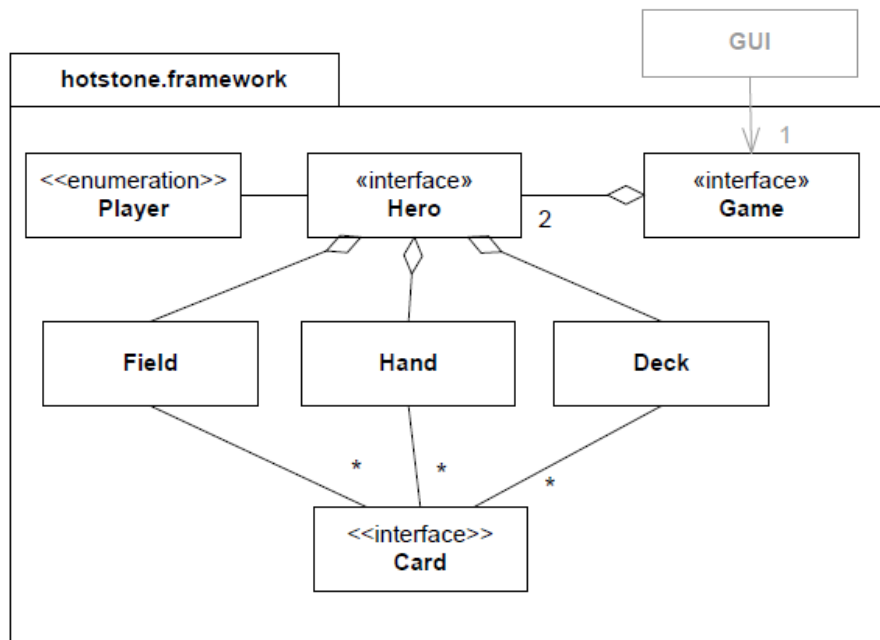 GUI
hotstone.framework
1
<<enumeration>>
Player
«interface»
Hero
2
«interface»
Game
Field
Hand
Deck
*
*
*
<<interface>>
Card